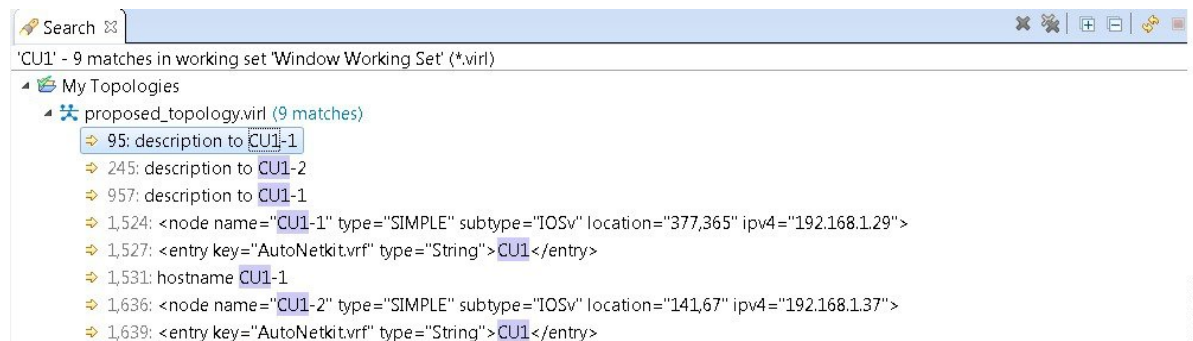 Search
'CU1' - 9 matches in working set 'Window Working Set' (*.virl)
My Topologies
proposed_topology.virl (9 matches)
95: description to CU1-1
245: description to CU1-2
957: description to CU1-1
1,524: <node name="CU1-1" type="SIMPLE" subtype="IOSv" location="377,365" ipv4="192.168.1.29">
1,527: <entry key="AutoNetkit.vrf" type="String">CU1</entry>
1,531: hostname CU1-1
1,636: <node name="CU1-2" type="SIMPLE" subtype="IOSv" location="141,67" ipv4="192.168.1.37">
1,639: <entry key="AutoNetkit.vrf" type="String">CU1</entry>